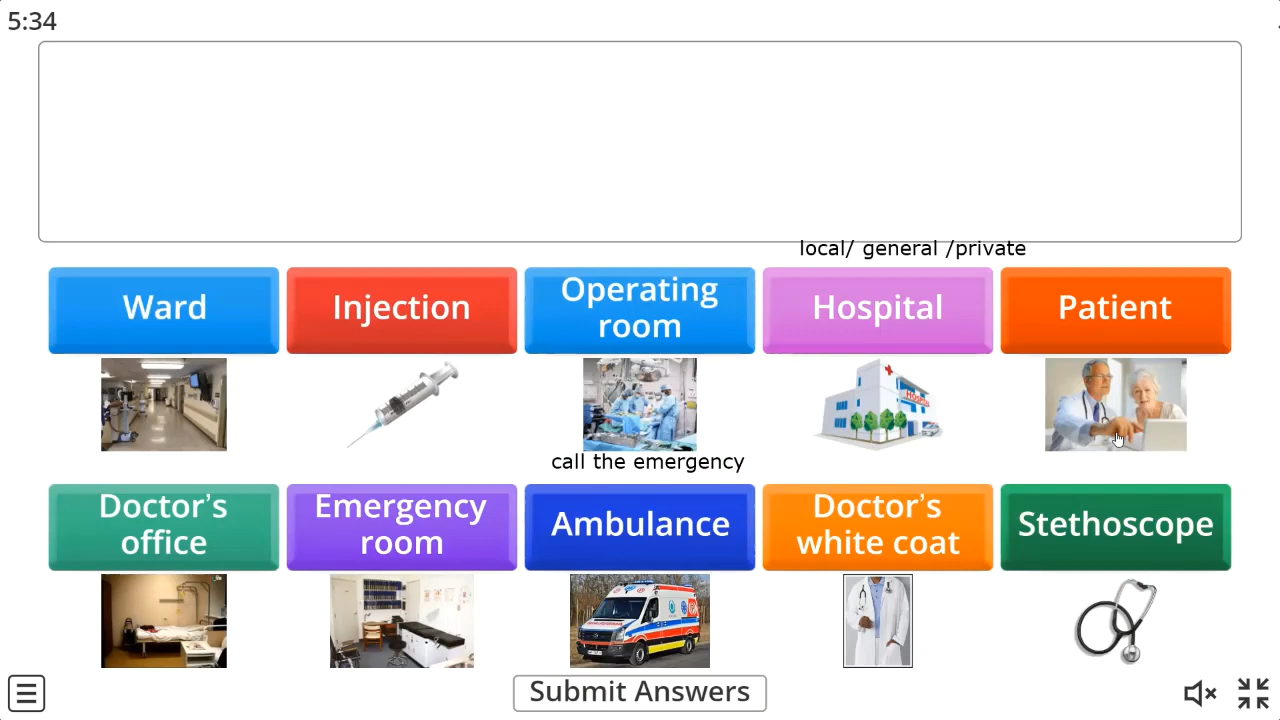 5:34
local/ general /private
Ward
Injection
Operating
room
Hospital
Patient
call the emergency
Doctor’s
office
Emergency
room
Ambulance
Doctor’s
white coat
Stethoscope
HOSPITAL
Submit Answers